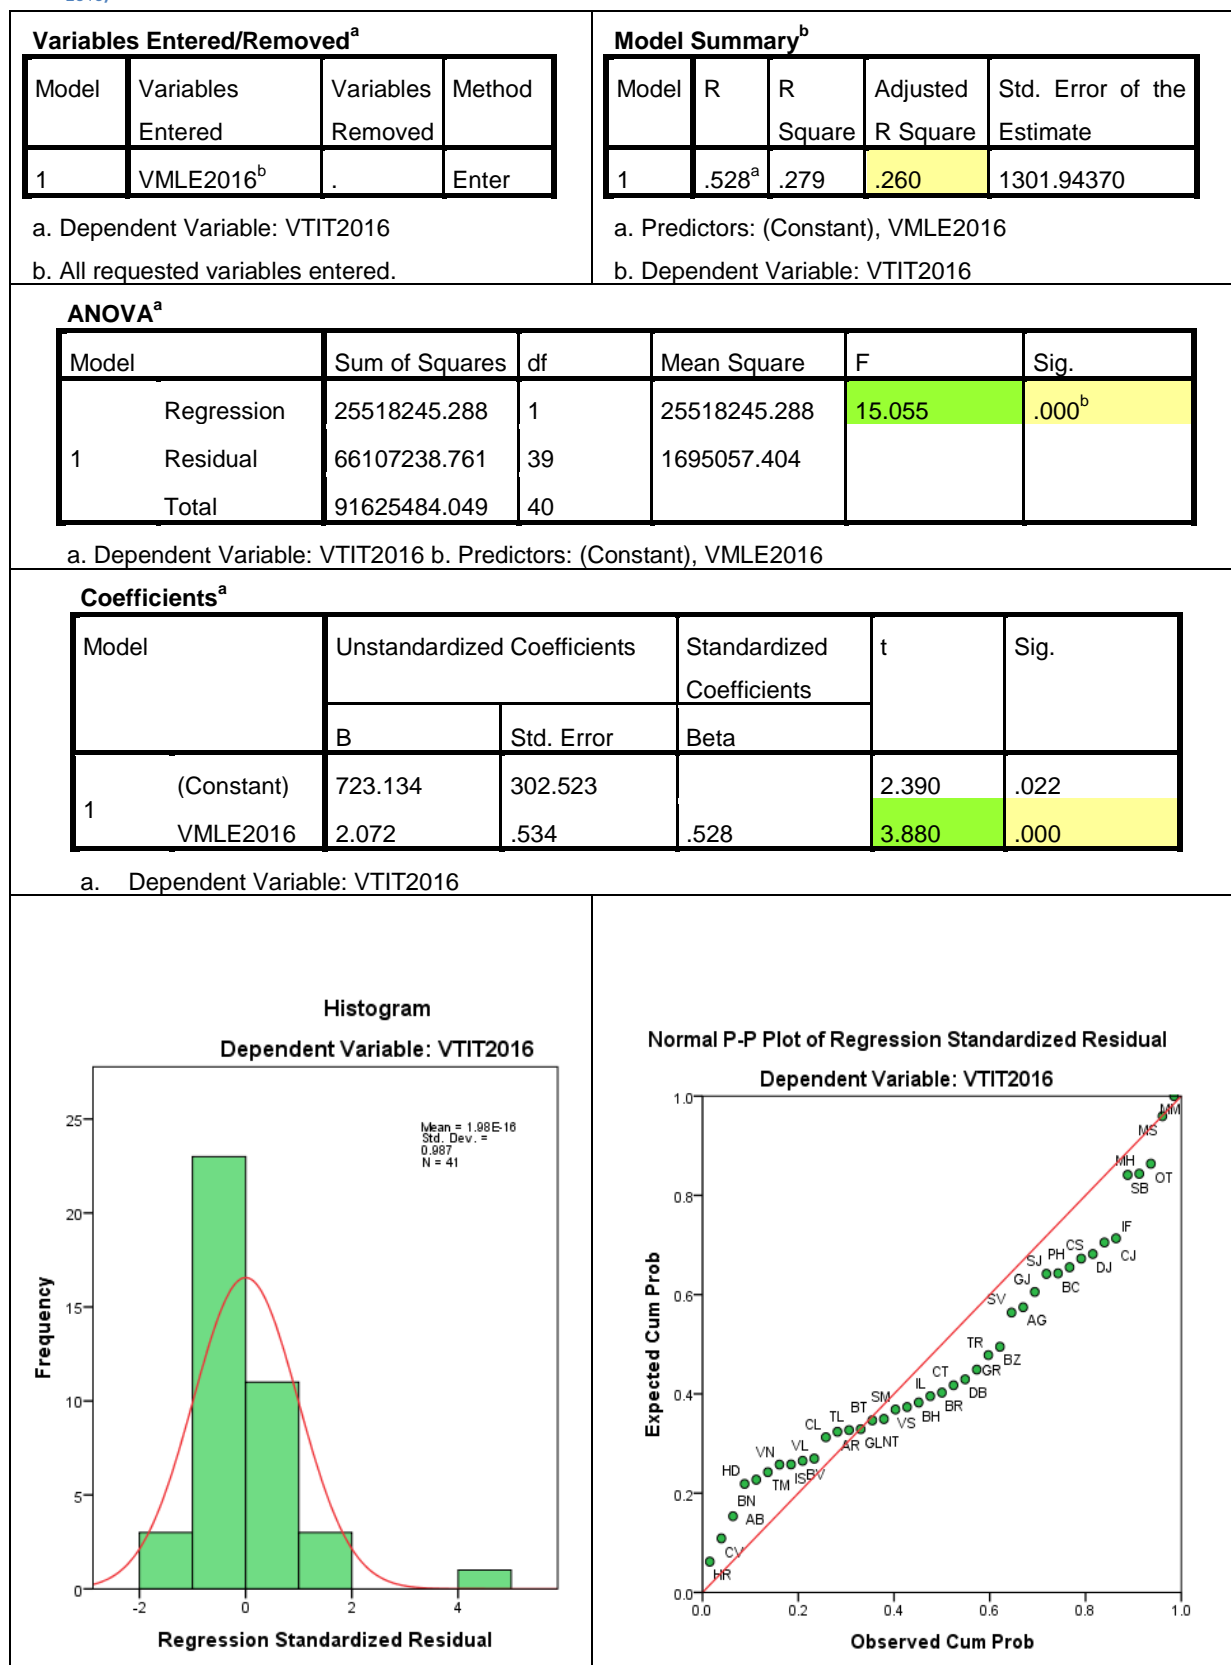 Variables Entered/Removedᵃ
Model Variables Entered Variables Removed Method
1 VMLE2016ᵇ . Enter
a. Dependent Variable: VTIT2016
b. All requested variables entered.
Model Summaryᵇ
Model R R Square Adjusted R Square Std. Error of the Estimate
1 .528ᵃ .279 .260 1301.94370
a. Predictors: (Constant), VMLE2016
b. Dependent Variable: VTIT2016
ANOVAᵃ
Model Sum of Squares df Mean Square F Sig.
Regression 25518245.288 1 25518245.288 15.055 .000ᵇ
1 Residual 66107238.761 39 1695057.404
Total 91625484.049 40
a. Dependent Variable: VTIT2016 b. Predictors: (Constant), VMLE2016
Coefficientsᵃ
Model Unstandardized Coefficients Standardized Coefficients t Sig.
B Std. Error Beta
1 (Constant) 723.134 302.523 2.390 .022
VMLE2016 2.072 .534 .528 3.880 .000
a. Dependent Variable: VTIT2016
Histogram
Dependent Variable: VTIT2016
Mean = 1.98E-16
Std. Dev. =
0.987
N = 41
Frequency
25
20
15
10
5
0
-2 0 2 4
Regression Standardized Residual
Normal P-P Plot of Regression Standardized Residual
Dependent Variable: VTIT2016
Expected Cum Prob
1.0
0.8
0.6
0.4
0.2
0.0
MM
MS
MH
OT
SB
IF
CS
PH
CJ
SJ
DJ
GJ
BC
SV
AG
TR
BZ
CT
GR
IL
DB
SM
BR
BT
BH
TL
VS
CL
NT
GL
AR
VL
VN
BV
IS
HD
TM
BN
AB
CV
HR
0.0 0.2 0.4 0.6 0.8 1.0
Observed Cum Prob